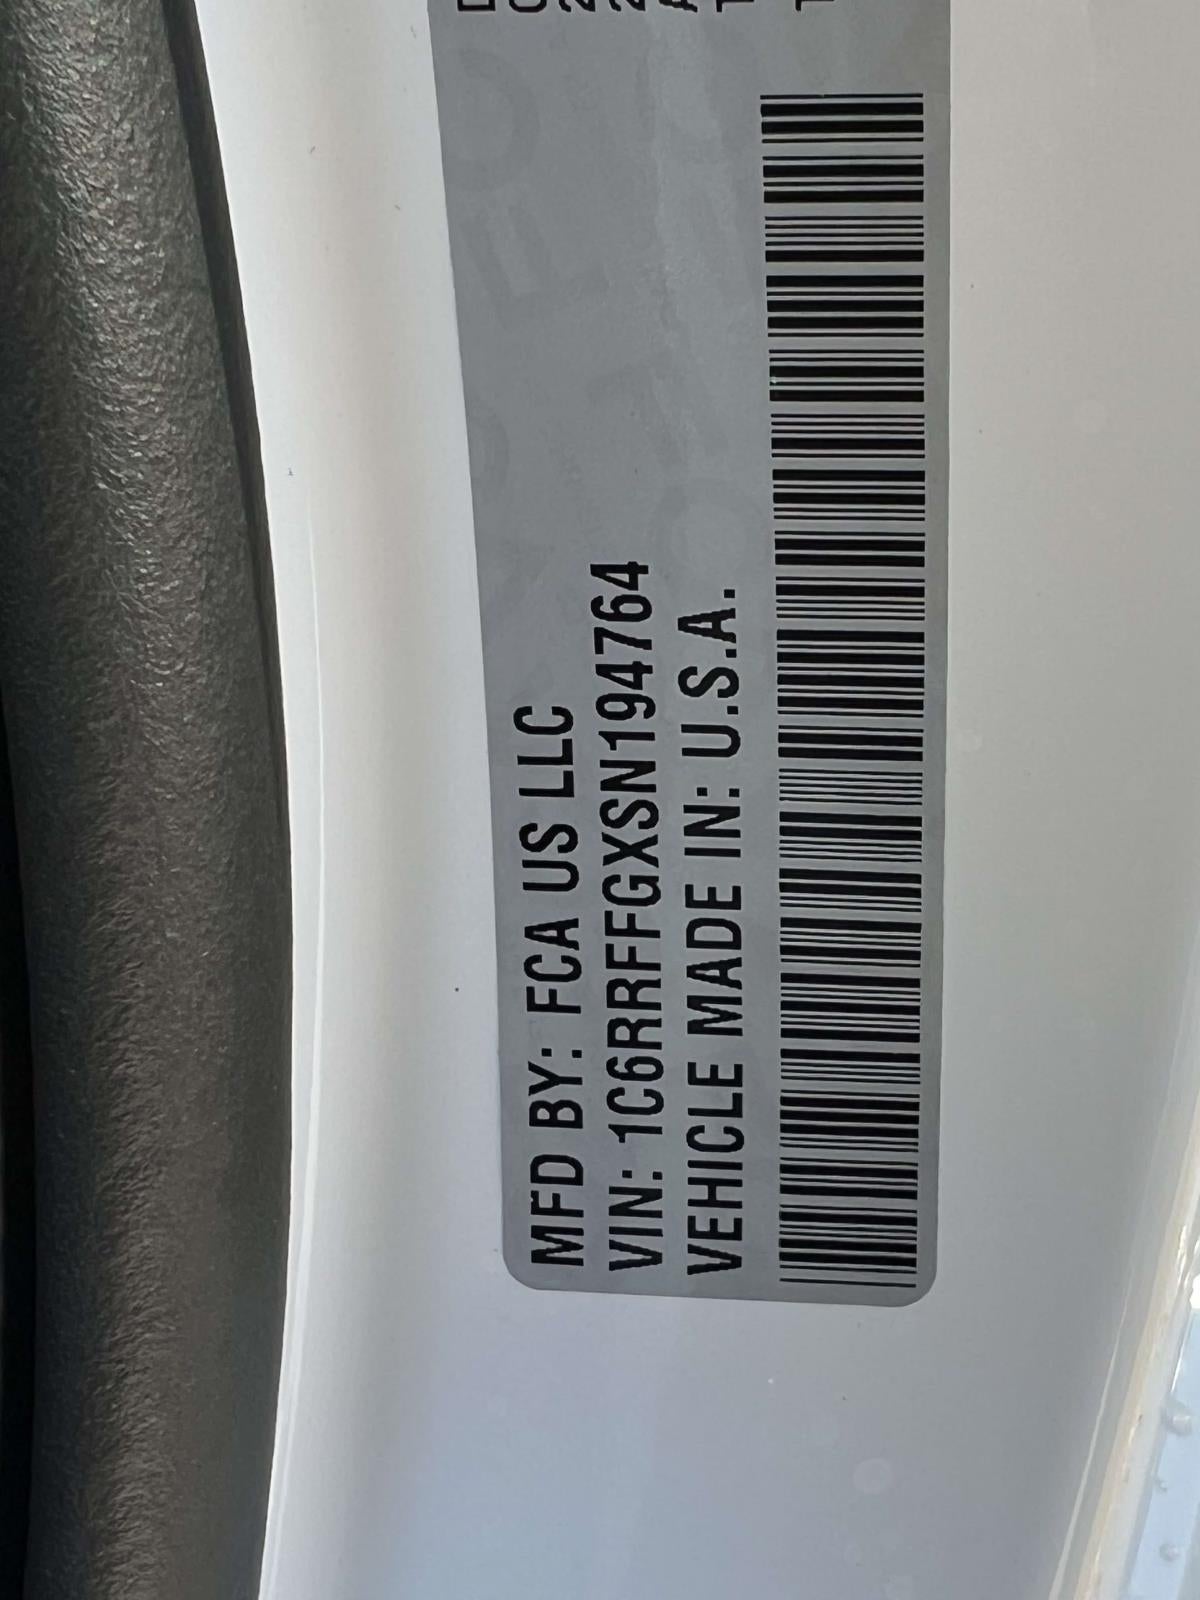 MFD BY: FCA US LLC
VIN: 1C6RRFFGXSN194764
VEHICLE MADE IN: U.S.A.